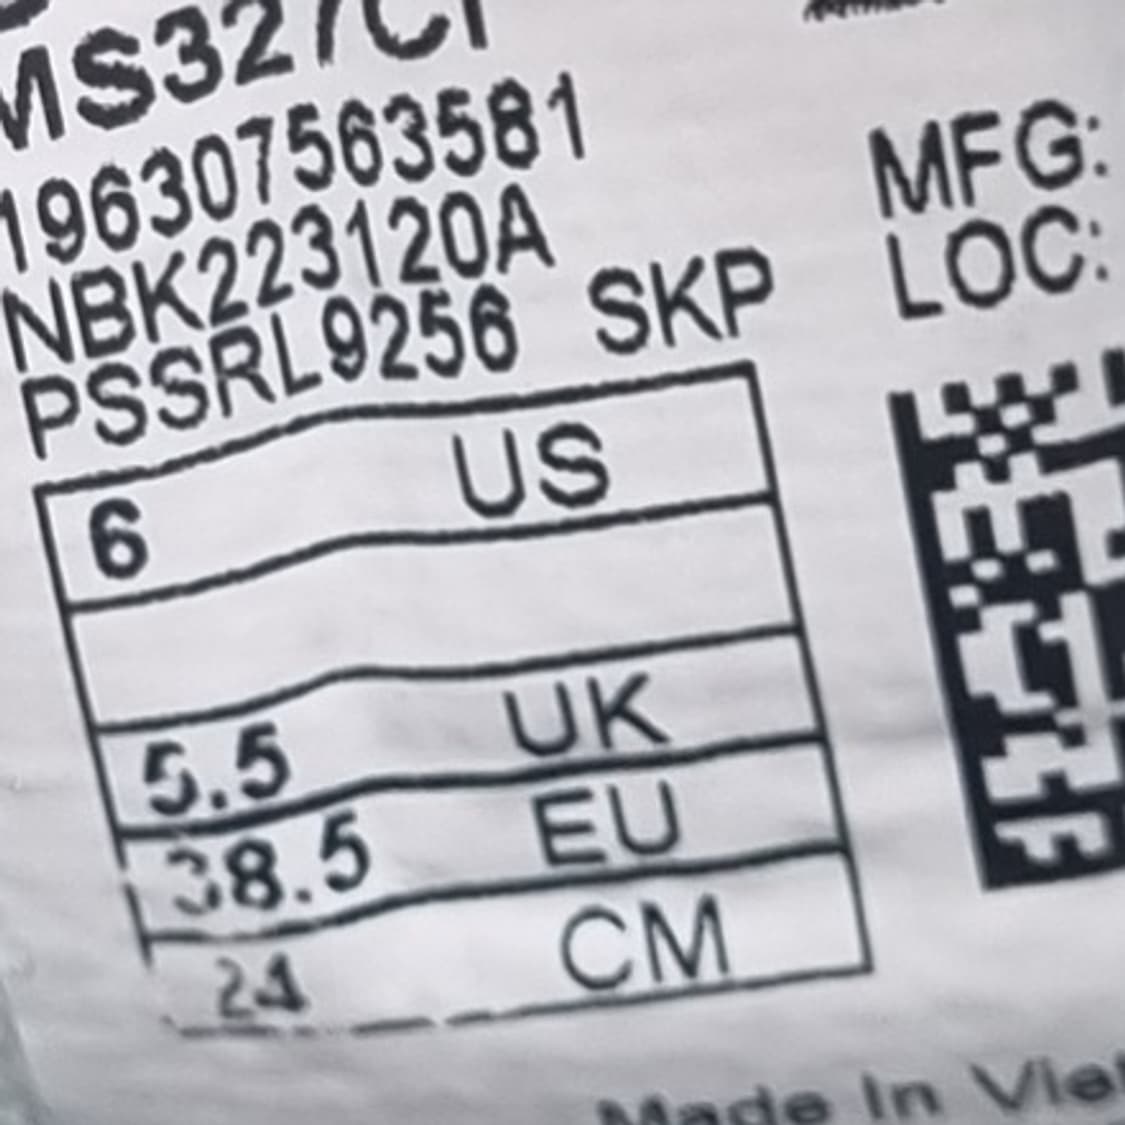 MS327CI
196307563581
NBK223120A
PSSRL9256 SKP
6 US
5.5 UK
38.5 EU
24 CM
MFG:
LOC:
Made In Viet